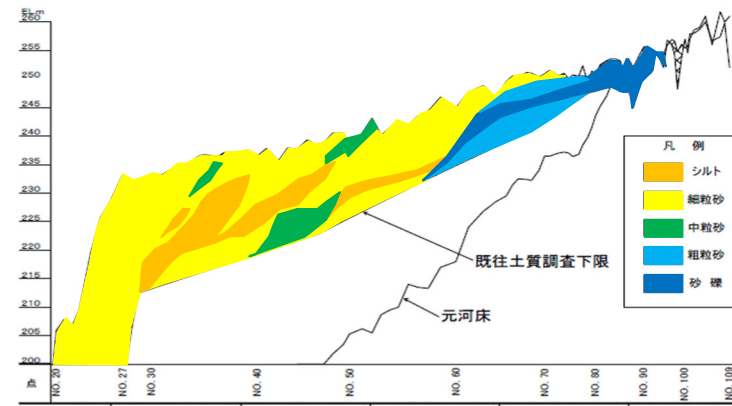 EL.m
260
255
250
245
240
235
230
225
220
215
210
205
200
凡 例
シルト
細粒砂
中粒砂
粗粒砂
砂 礫
既往土質調査下限
元河床
点
NO. 20
NO. 27
NO. 30
NO. 40
NO. 50
NO. 60
NO. 70
NO. 80
NO. 90
NO. 100
NO. 109